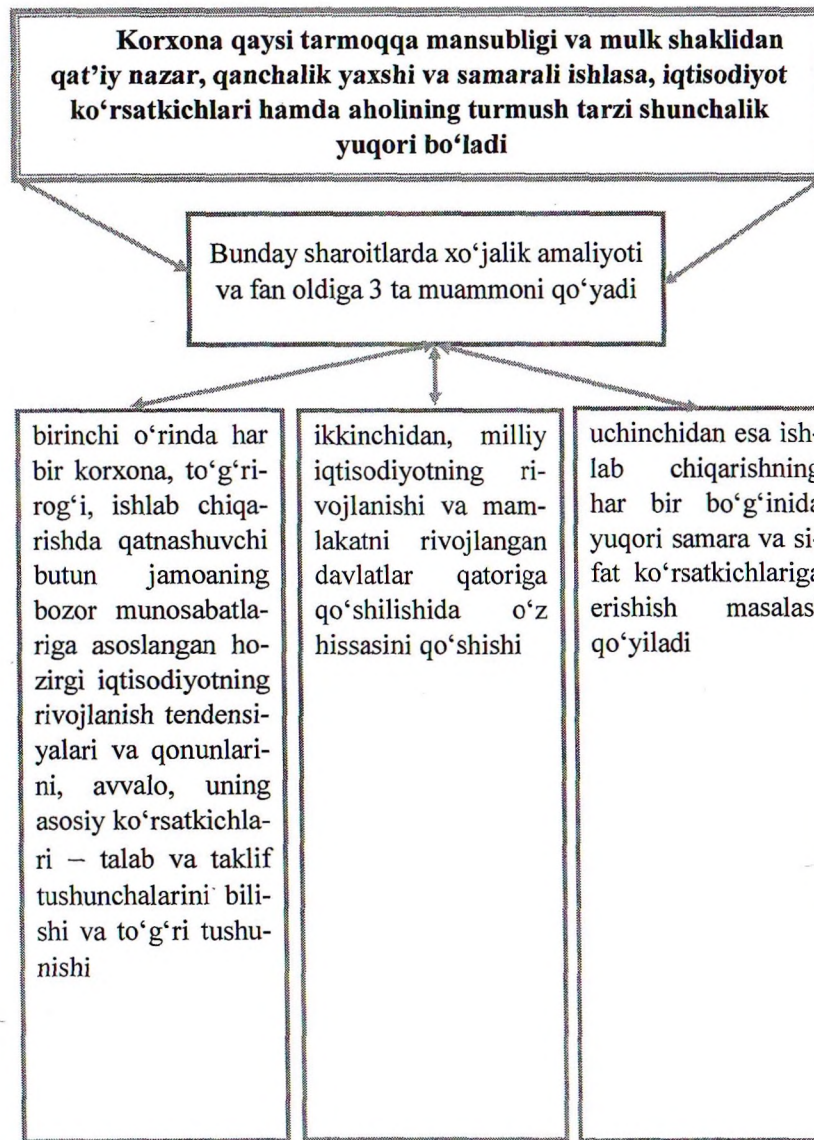 Korxona qaysi tarmoqqa mansubligi va mulk shaklidan
qat’iy nazar, qanchalik yaxshi va samarali ishlasa, iqtisodiyot
ko‘rsatkichlari hamda aholining turmush tarzi shunchalik
yuqori bo‘ladi
Bunday sharoitlarda xo‘jalik amaliyoti
va fan oldiga 3 ta muammoni qo‘yadi
birinchi o‘rinda har
bir korxona, to‘g‘ri-
rog‘i, ishlab chiqa-
rishda qatnashuvchi
butun jamoaning
bozor munosabatla-
riga asoslangan ho-
zirgi iqtisodiyotning
rivojlanish tendensi-
yalari va qonunlari-
ni, avvalo, uning
asosiy ko‘rsatkichla-
ri – talab va taklif
tushunchalarini bili-
shi va to‘g‘ri tushu-
nishi
ikkinchidan, milliy
iqtisodiyotning ri-
vojlanishi va mam-
lakatni rivojlangan
davlatlar qatoriga
qo‘shilishida o‘z
hissasini qo‘shishi
uchinchidan esa ish-
lab chiqarishning
har bir bo‘g‘inida
yuqori samara va si-
fat ko‘rsatkichlariga
erishish masalas
qo‘yiladi